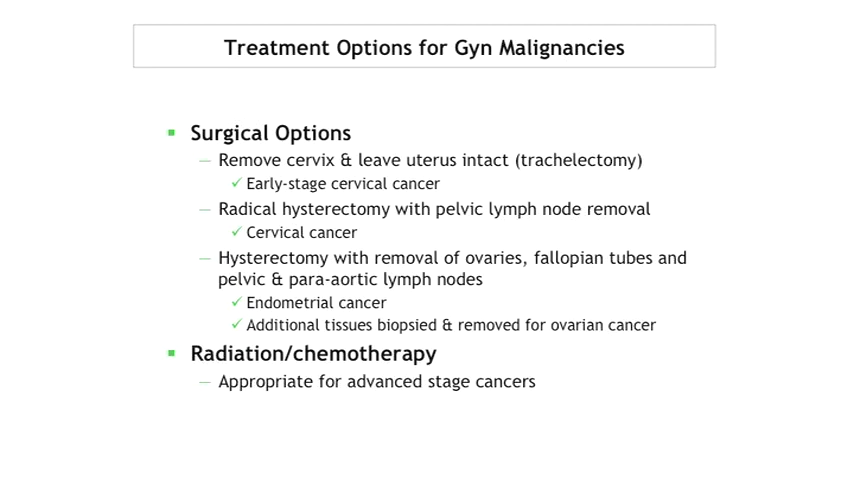 Treatment Options for Gyn Malignancies
Surgical Options
Remove cervix & leave uterus intact (trachelectomy)
Early-stage cervical cancer
Radical hysterectomy with pelvic lymph node removal
Cervical cancer
Hysterectomy with removal of ovaries, fallopian tubes and
pelvic & para-aortic lymph nodes
Endometrial cancer
Additional tissues biopsied & removed for ovarian cancer
Radiation/chemotherapy
Appropriate for advanced stage cancers